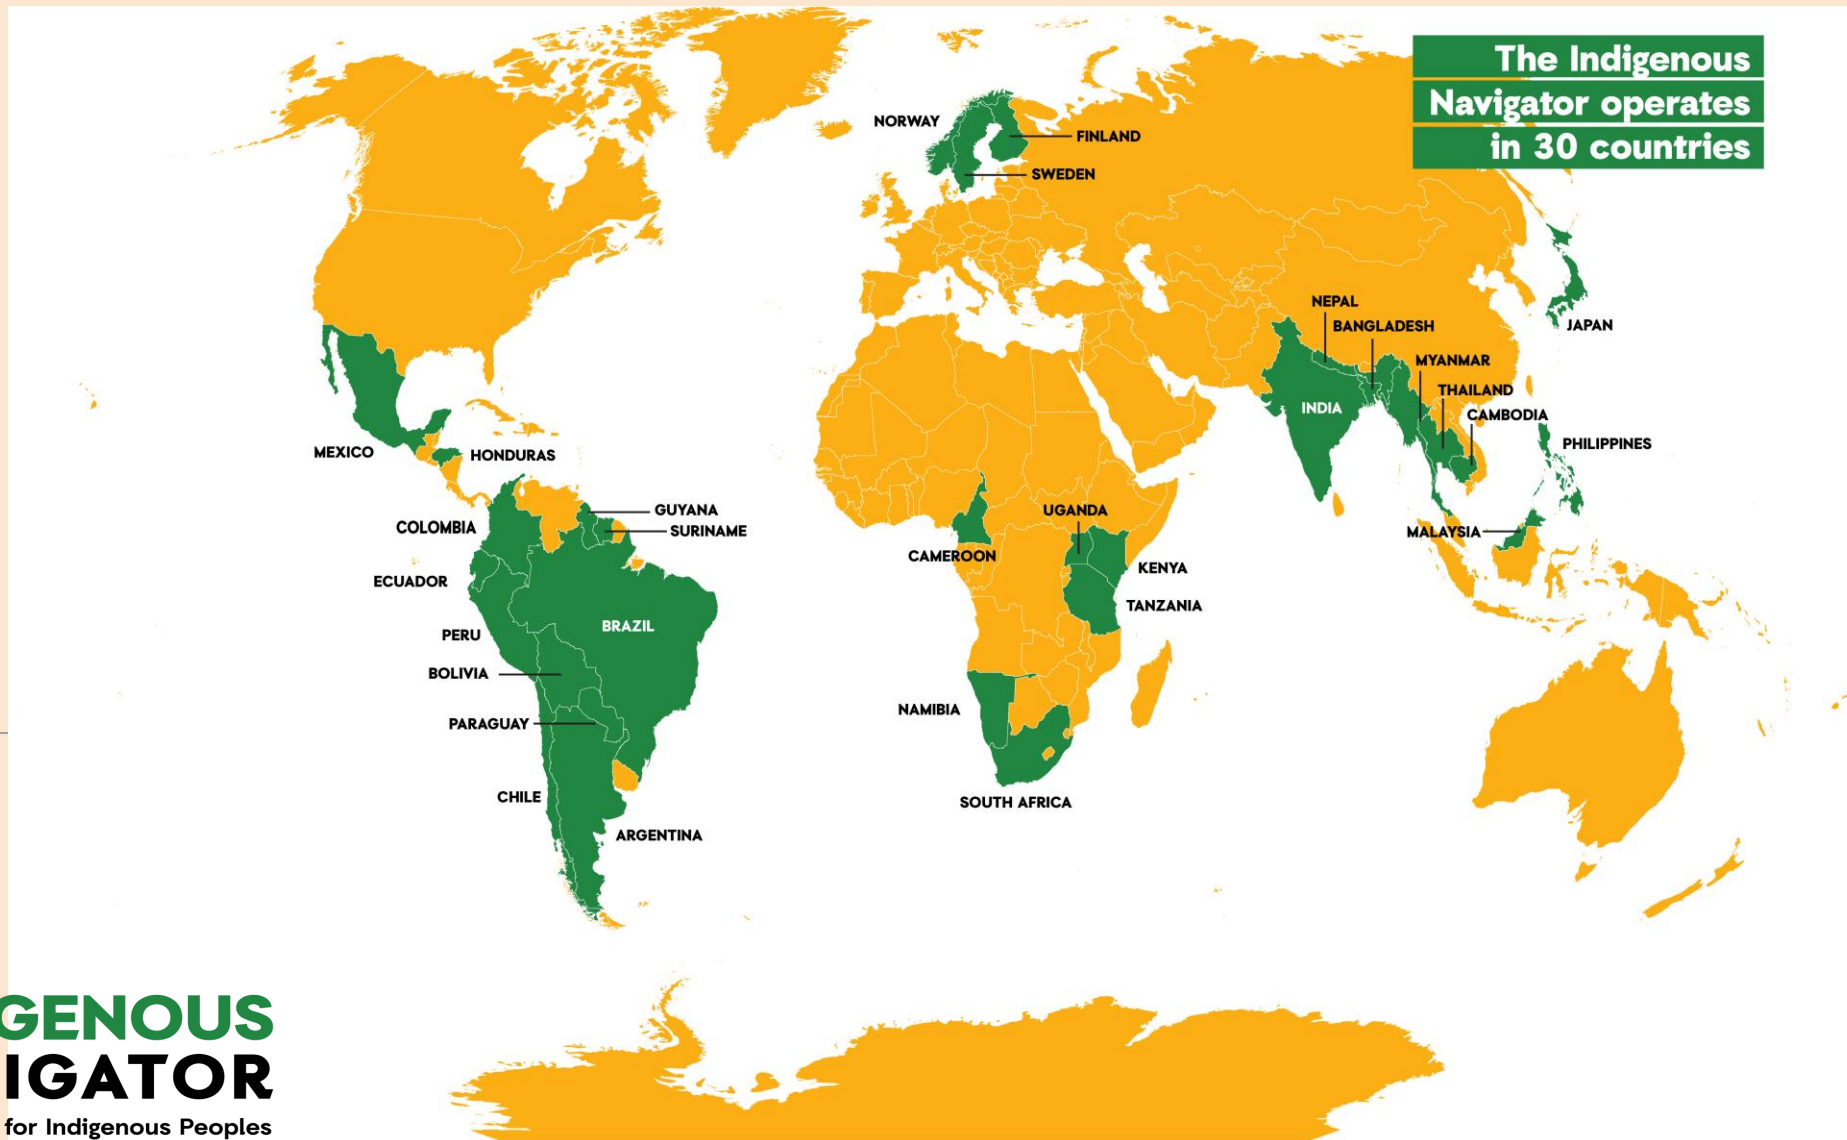 The Indigenous
Navigator operates
in 30 countries
NORWAY
FINLAND
SWEDEN
NEPAL
BANGLADESH
JAPAN
MYANMAR
THAILAND
INDIA
CAMBODIA
PHILIPPINES
MEXICO
HONDURAS
GUYANA
COLOMBIA
SURINAME
UGANDA
MALAYSIA
CAMEROON
KENYA
ECUADOR
TANZANIA
BRAZIL
PERU
BOLIVIA
NAMIBIA
PARAGUAY
CHILE
SOUTH AFRICA
ARGENTINA
GENOUS
IGATOR
for Indigenous Peoples